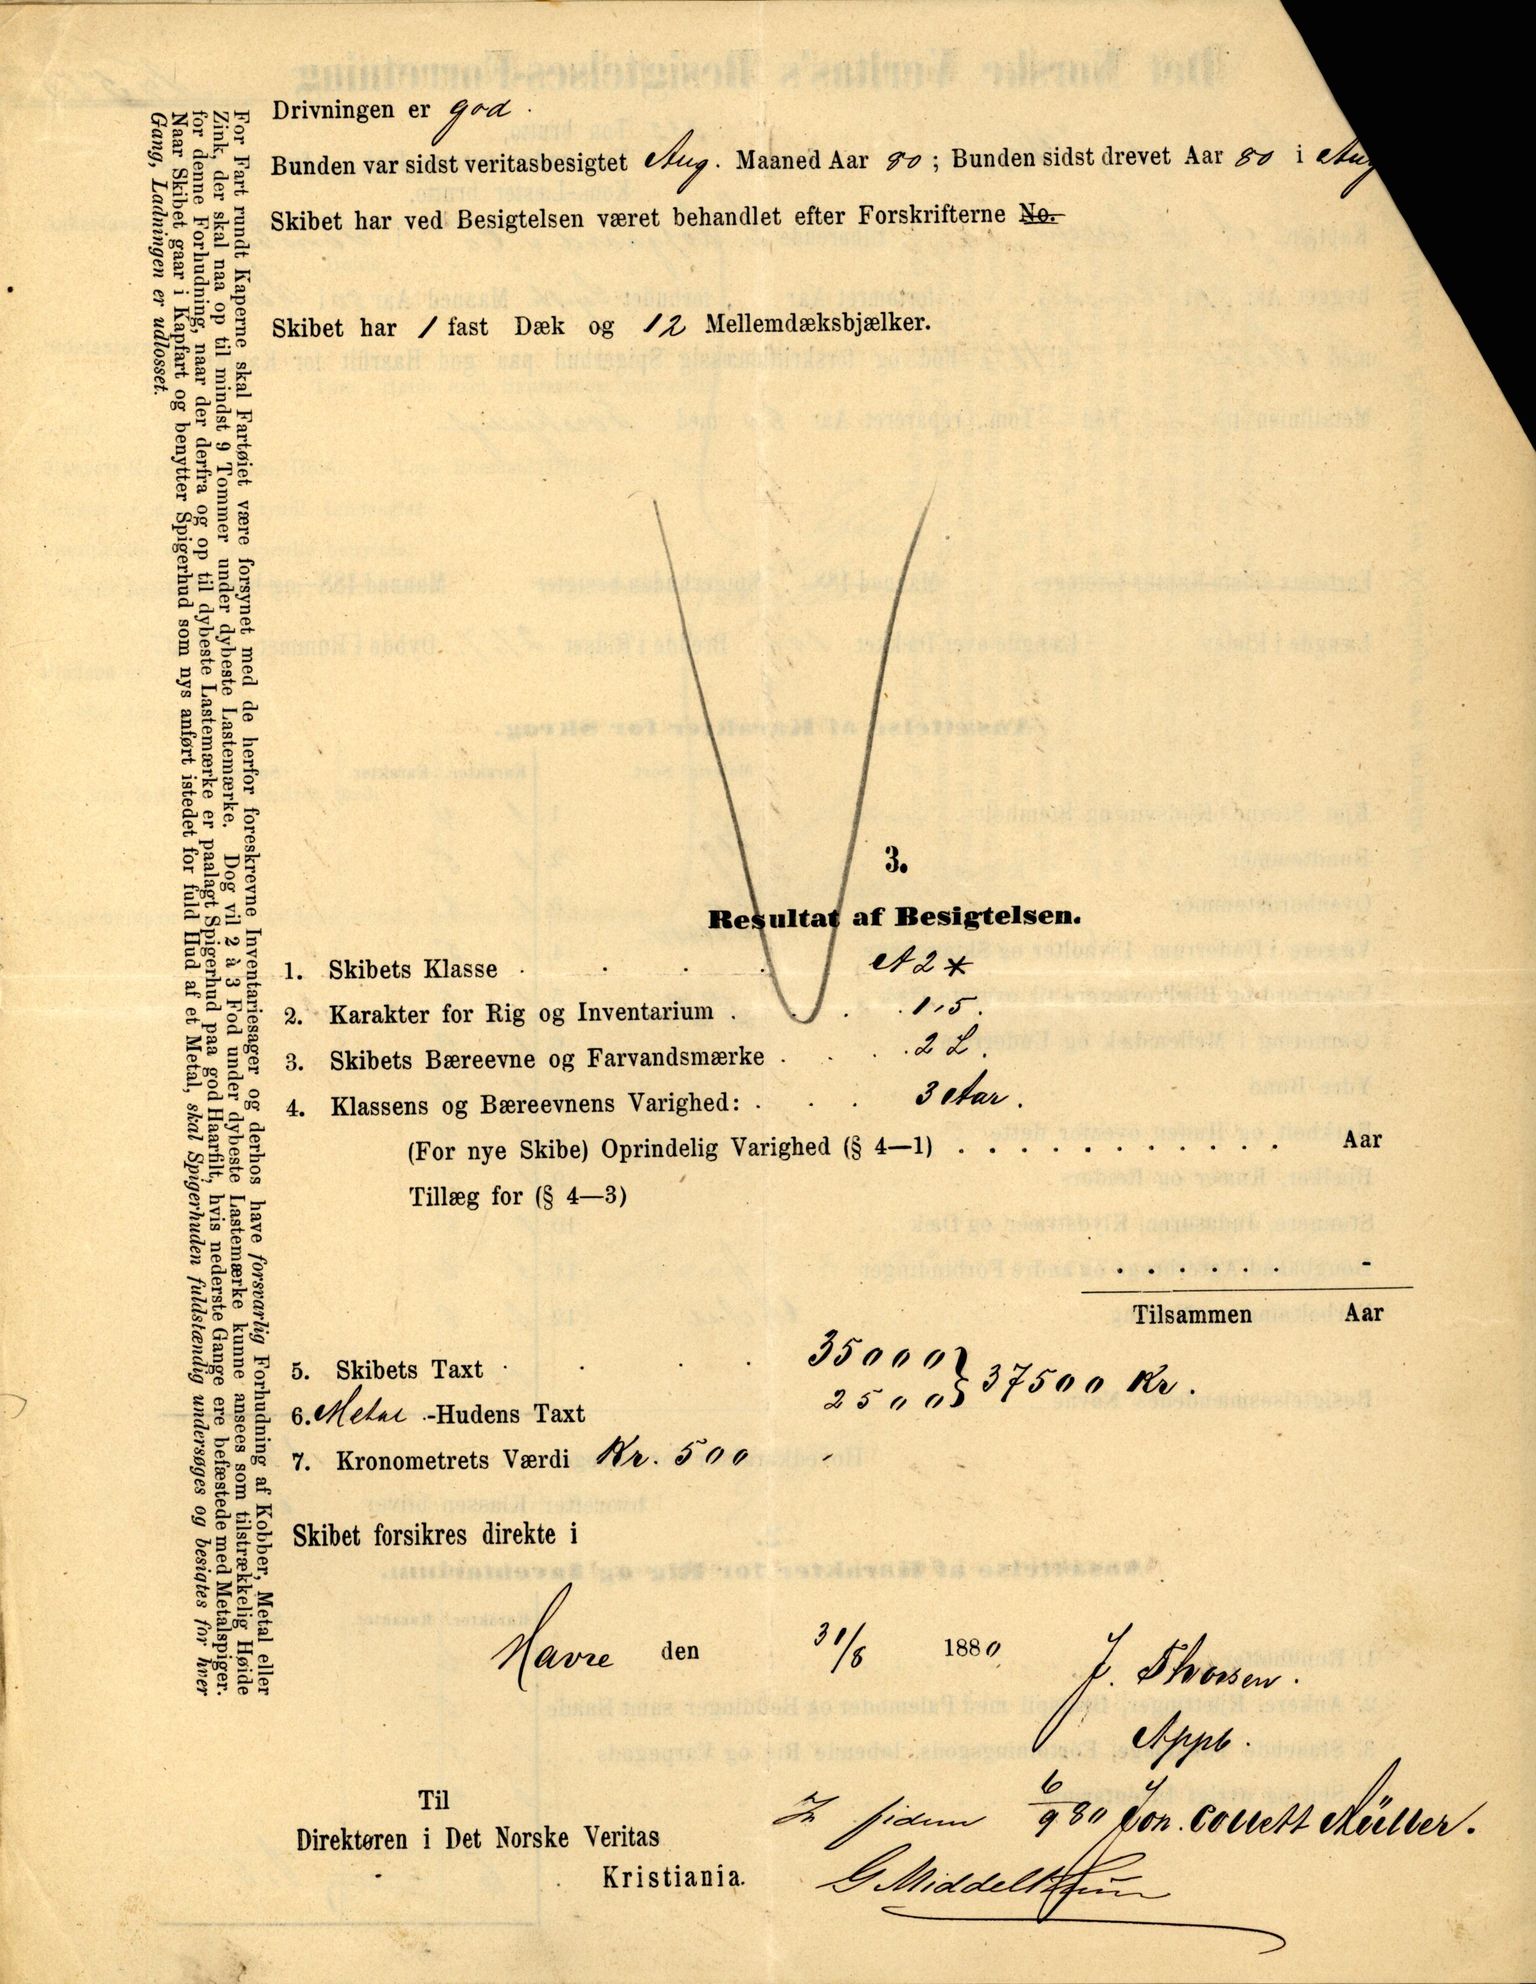 Drivningen er god.
Bunden var sidst veritasbesigtet Aug. Maaned Aar 80; Bunden sidst drevet Aar 80 i Aug
Skibet har ved Besigtelsen været behandlet efter Forskrifterne No.
Skibet har 1 fast Dæk og 12 Mellemdæksbjælker.
For Fart rundt Kaperne skal Fartøiet være forsynet med de herfor foreskrevne Inventariesager og derhos have forsvarlig Forhudning af Kobber, Metal eller
Zink, der skal naa op til mindst 9 Tommer under dybeste Lastemærke. Dog vil 2 à 3 Fod under dybeste Lastemærke kunne ansees som tilstrækkelig Høide
for denne Forhudning, naar der derfra og op til dybeste Lastemærke er paalagt Spigerhud paa god Haarfilt, hvis nederste Gange ere befæstede med Metalspiger.
Naar Skibet gaar i Kapfart og benytter Spigerhud som nys anført istedet for fuld Hud af et Metal, skal Spigerhuden fuldstændig undersøges og besigtes for hver
Gang, Ladningen er udlosset.
3.
Resultat af Besigtelsen.
1. Skibets Klasse . . . . A 2 *
2. Karakter for Rig og Inventarium . . . . 1,5.
3. Skibets Bæreevne og Farvandsmærke . . . . 2 L.
4. Klassens og Bæreevnens Varighed: . . . 3 Aar.
(For nye Skibe) Oprindelig Varighed (§ 4—1) . . . . . . . . . . . Aar
Tillæg for (§ 4—3)
. . . . . . -
Tilsammen Aar
5. Skibets Taxt . . . . 35000 } 37500 Kr.
6. Metal-Hudens Taxt 2500
7. Kronometrets Værdi Kr. 500
Skibet forsikres direkte i
Havre den 31/8 1880
J. Thorsen.
Appb.
6/9 80 Jon. Collett Müller.
In fidem
G Middelthun
Til
Direktøren i Det Norske Veritas
Kristiania.